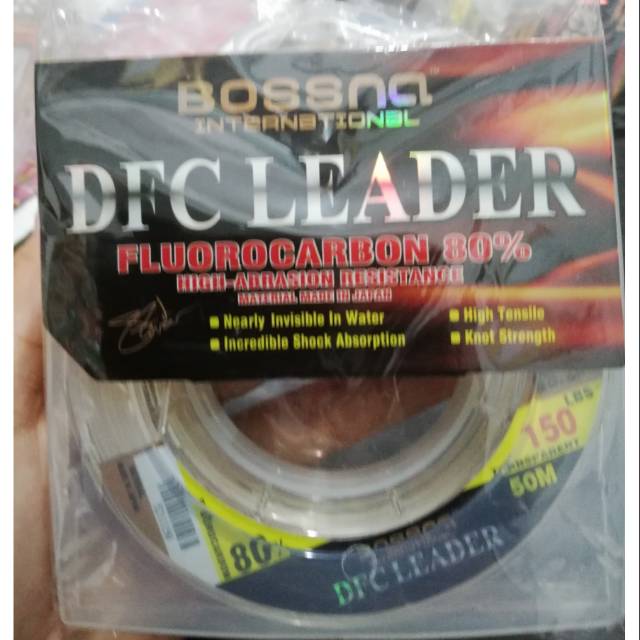 BOSSNA
INTERNATIONAL
DFC LEADER
FLUOROCARBON 80%
HIGH-ABRASION RESISTANCE
MATERIAL MADE IN JAPAN
Nearly Invisible In Water
High Tensile
Incredible Shock Absorption
Knot Strength
LBS
150
50M
80%
BOSSNA
DFC LEADER